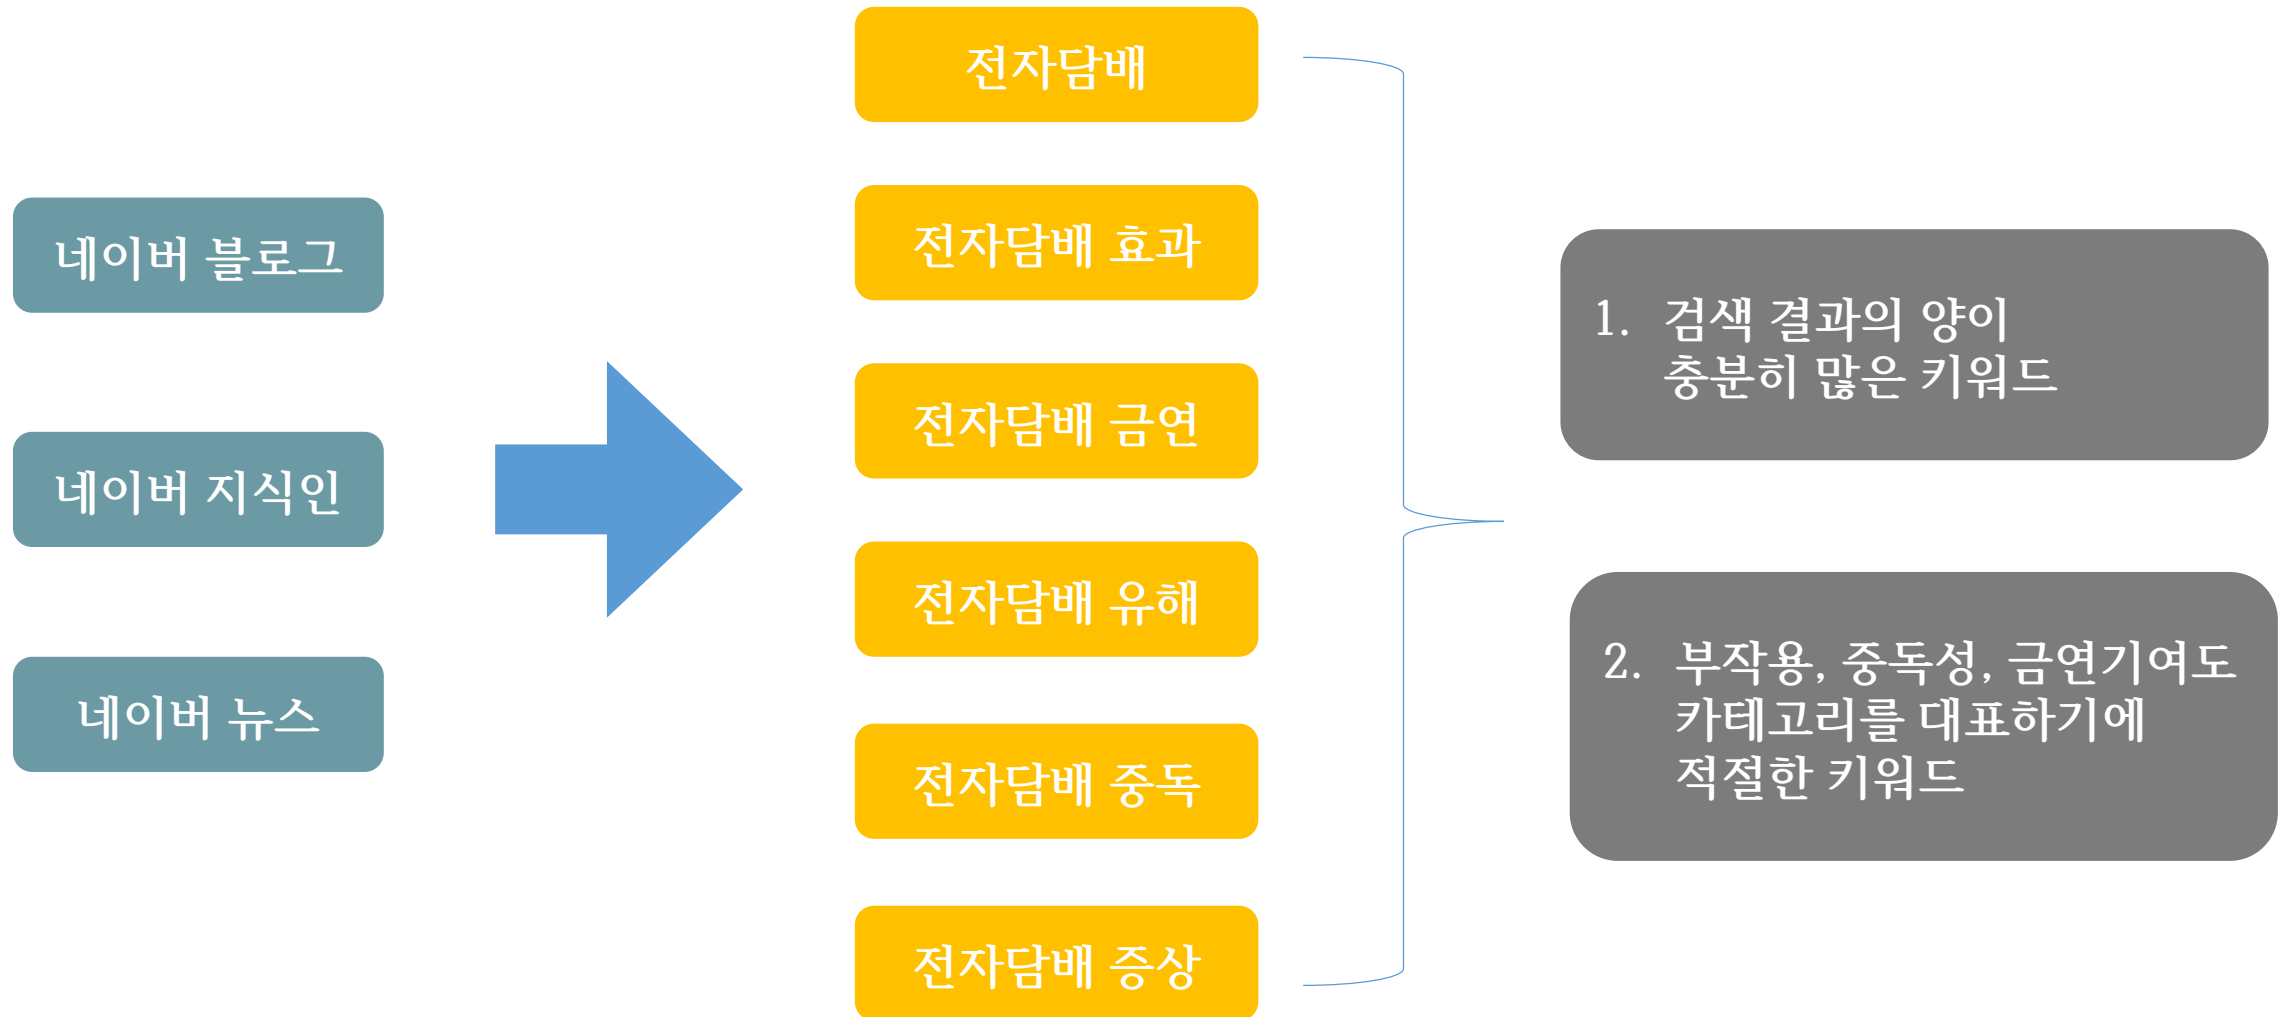 네이버 블로그
네이버 지식인
네이버 뉴스
전자담배
전자담배 효과
전자담배 금연
전자담배 유해
전자담배 중독
전자담배 증상
1. 검색 결과의 양이
충분히 많은 키워드
2. 부작용, 중독성, 금연기여도
카테고리를 대표하기에
적절한 키워드